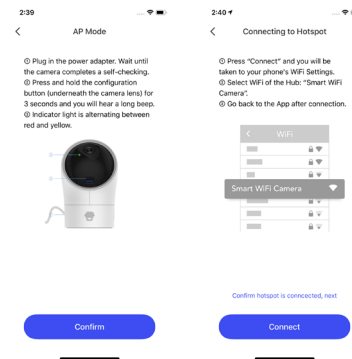 2:39
AP Mode
① Plug in the power adapter. Wait until
the camera completes a self-checking.
② Press and hold the configuration
button (underneath the camera lens) for
3 seconds and you will hear a long beep.
③ Indicator light is alternating between
red and yellow.
Confirm
2:40
Connecting to Hotspot
① Press “Connect” and you will be
taken to your phone’s WiFi Settings.
② Select WiFi of the Hub: “Smart WiFi
Camera”.
③ Go back to the App after connection.
WiFi
Smart WiFi Camera
Confirm hotspot is conncected, next
Connect